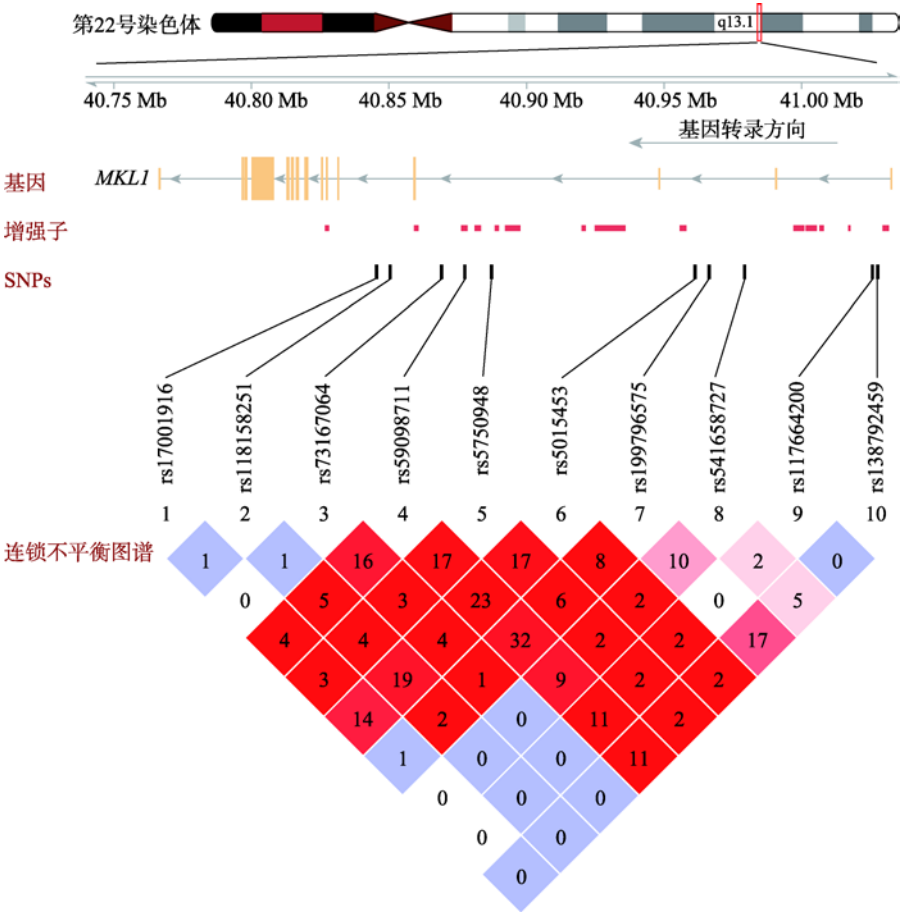 第22号染色体
q13.1
40.75 Mb 40.80 Mb 40.85 Mb 40.90 Mb 40.95 Mb 41.00 Mb
基因转录方向
基因 MKL1
增强子
SNPs
rs17001916 rs118158251 rs73167064 rs59098711 rs5750948 rs5015453 rs199796575 rs541658727 rs117664200 rs138792459
1 2 3 4 5 6 7 8 9 10
连锁不平衡图谱 1 1 16 17 17 8 10 2 0
0 5 3 23 6 2 0 5
4 4 4 32 2 2 17
3 19 1 9 2 2
14 2 0 11 2
1 0 0 11
0 0 0
0 0
0